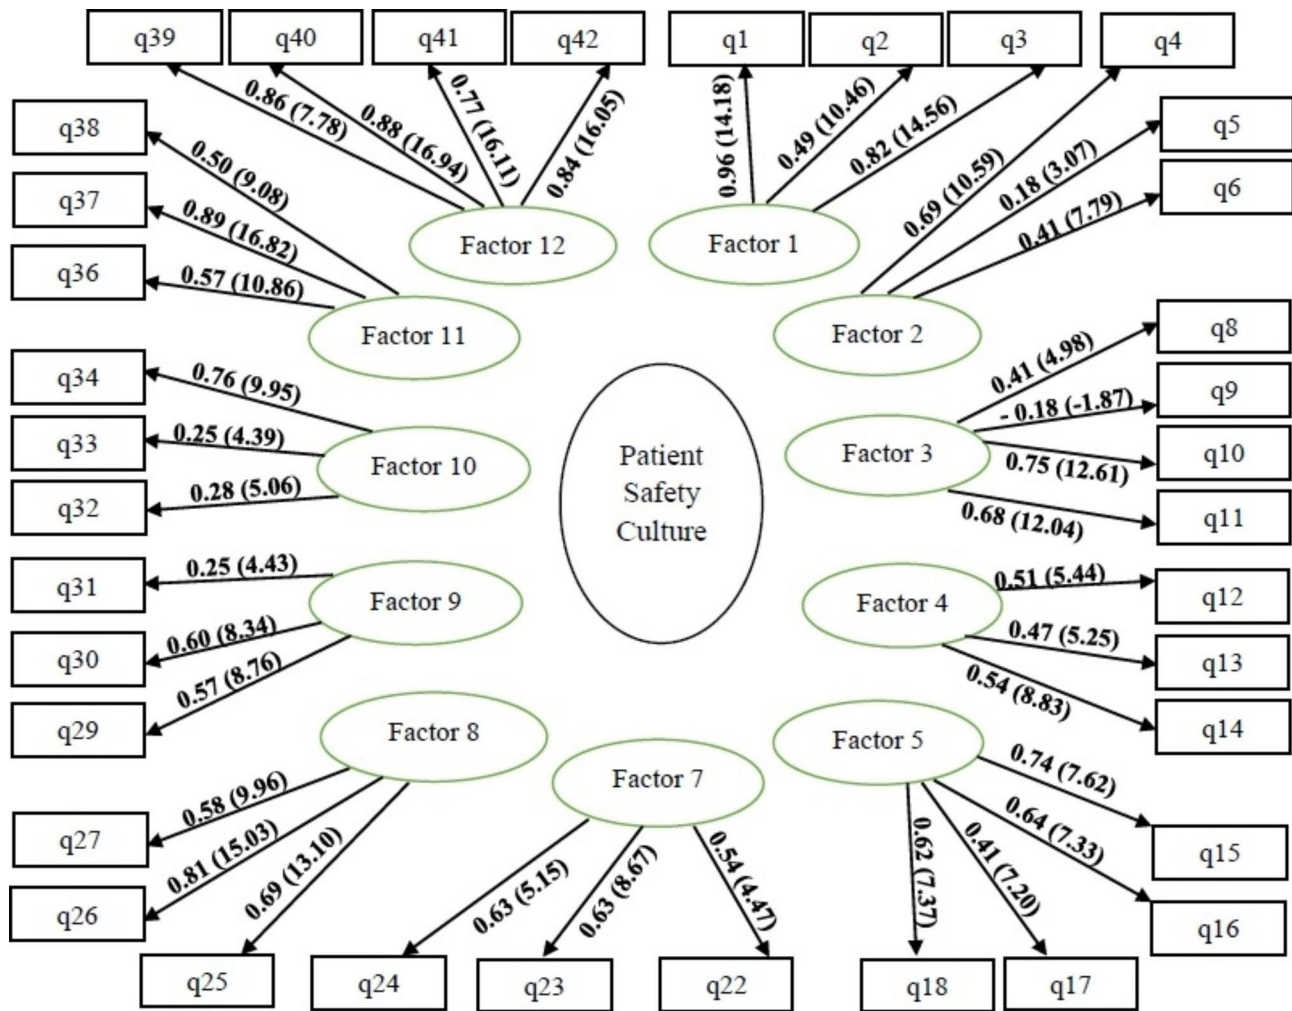 q39
q40
q41
q42
q1
q2
q3
q4
0.86 (7.78)
0.88 (16.94)
0.77 (16.11)
0.84 (16.05)
0.96 (14.18)
0.49 (10.46)
0.82 (14.56)
Factor 12
Factor 1
q38
q37
q36
0.50 (9.08)
0.89 (16.82)
0.57 (10.86)
Factor 11
0.69 (10.59)
0.18 (3.07)
0.41 (7.79)
q5
q6
Factor 2
q34
q33
q32
0.76 (9.95)
0.25 (4.39)
0.28 (5.06)
Factor 10
Patient
Safety
Culture
Factor 3
0.41 (4.98)
- 0.18 (-1.87)
0.75 (12.61)
0.68 (12.04)
q8
q9
q10
q11
q31
q30
q29
0.25 (4.43)
0.60 (8.34)
0.57 (8.76)
Factor 9
Factor 4
0.51 (5.44)
0.47 (5.25)
0.54 (8.83)
q12
q13
q14
Factor 8
Factor 7
Factor 5
0.58 (9.96)
0.81 (15.03)
0.69 (13.10)
q27
q26
q25
0.63 (5.15)
0.63 (8.67)
0.54 (4.47)
q24
q23
q22
0.62 (7.37)
0.41 (7.20)
0.64 (7.33)
0.74 (7.62)
q18
q17
q16
q15